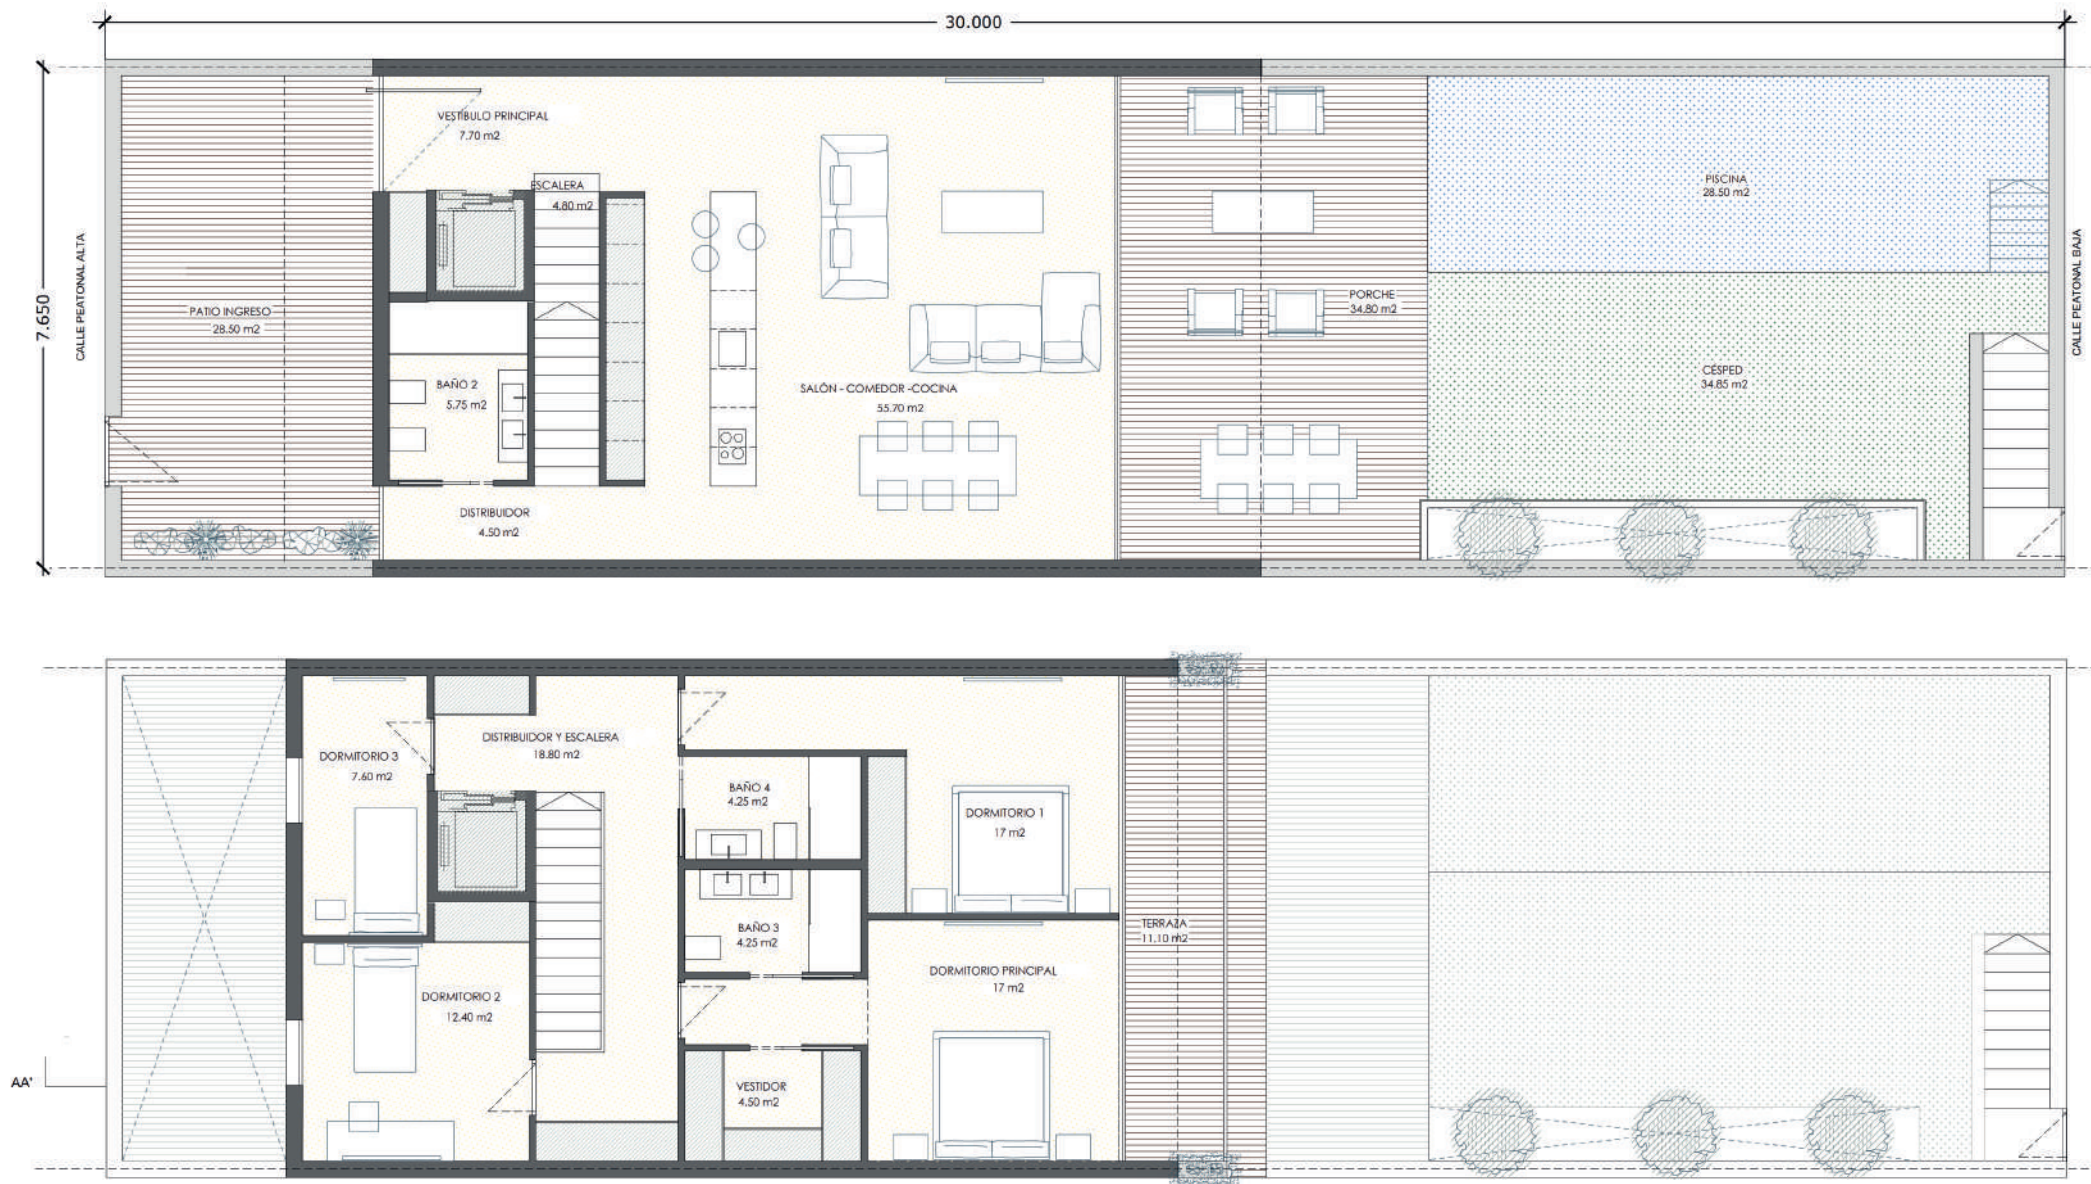 30.000
7.650
CALLE PEATONAL ALTA
VESTÍBULO PRINCIPAL
7.70 m2
ESCALERA
4.80 m2
PATIO INGRESO
28.50 m2
BAÑO 2
5.75 m2
SALÓN - COMEDOR -COCINA
55.70 m2
DISTRIBUIDOR
4.50 m2
PORCHE
34.80 m2
PISCINA
28.50 m2
CÉSPED
34.85 m2
CALLE PEATONAL BAJA
DORMITORIO 3
7.60 m2
DISTRIBUIDOR Y ESCALERA
18.80 m2
BAÑO 4
4.25 m2
DORMITORIO 1
17 m2
BAÑO 3
4.25 m2
TERRAZA
11.10 m2
DORMITORIO PRINCIPAL
17 m2
DORMITORIO 2
12.40 m2
VESTIDOR
4.50 m2
AA'